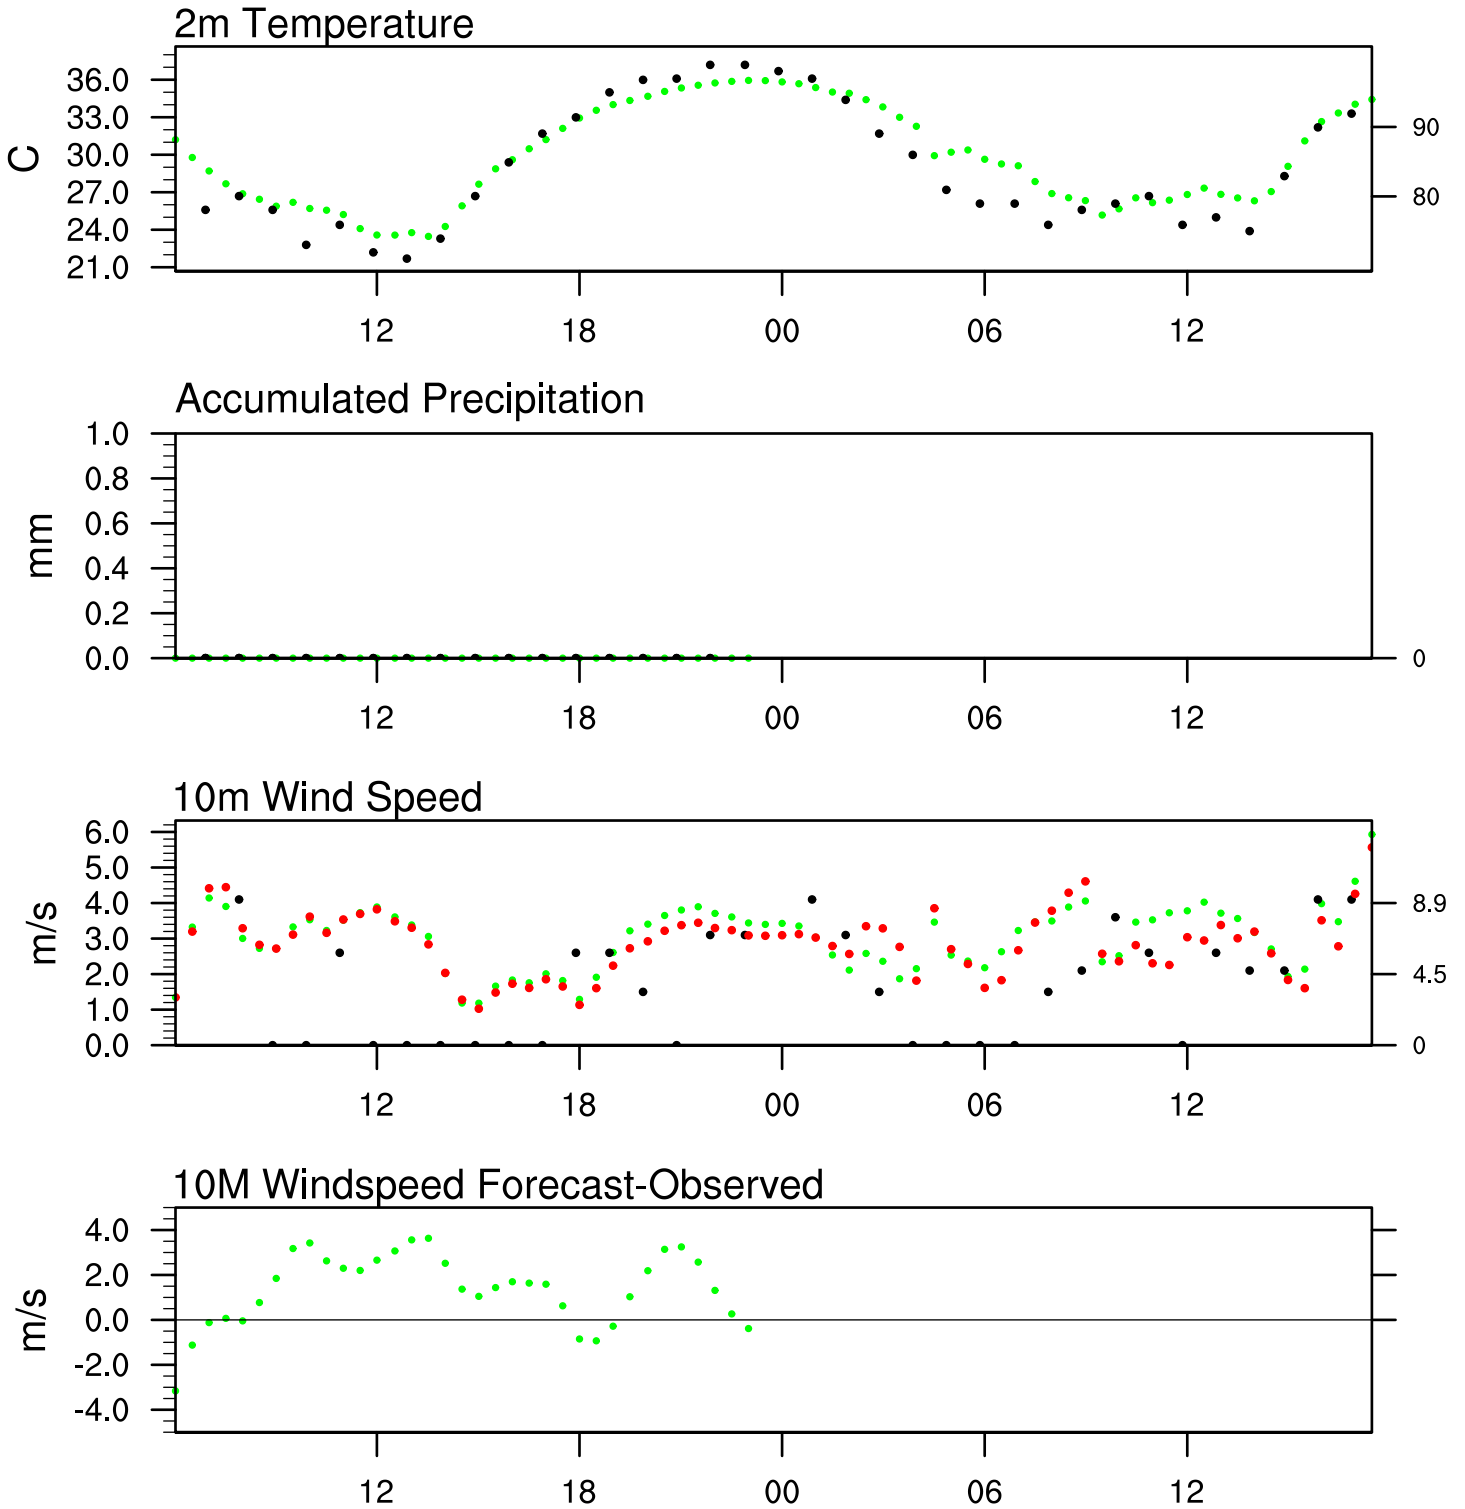 2m Temperature
36.0
33.0
90
C
30.0
27.0
80
24.0
21.0
12 18 00 06 12
Accumulated Precipitation
1.0
0.8
0.6
mm
0.4
0.2
0.0
0
12 18 00 06 12
10m Wind Speed
6.0
5.0
4.0
8.9
m/s
3.0
2.0
4.5
1.0
0.0
0
12 18 00 06 12
10M Windspeed Forecast-Observed
4.0
2.0
m/s
0.0
-2.0
-4.0
12 18 00 06 12